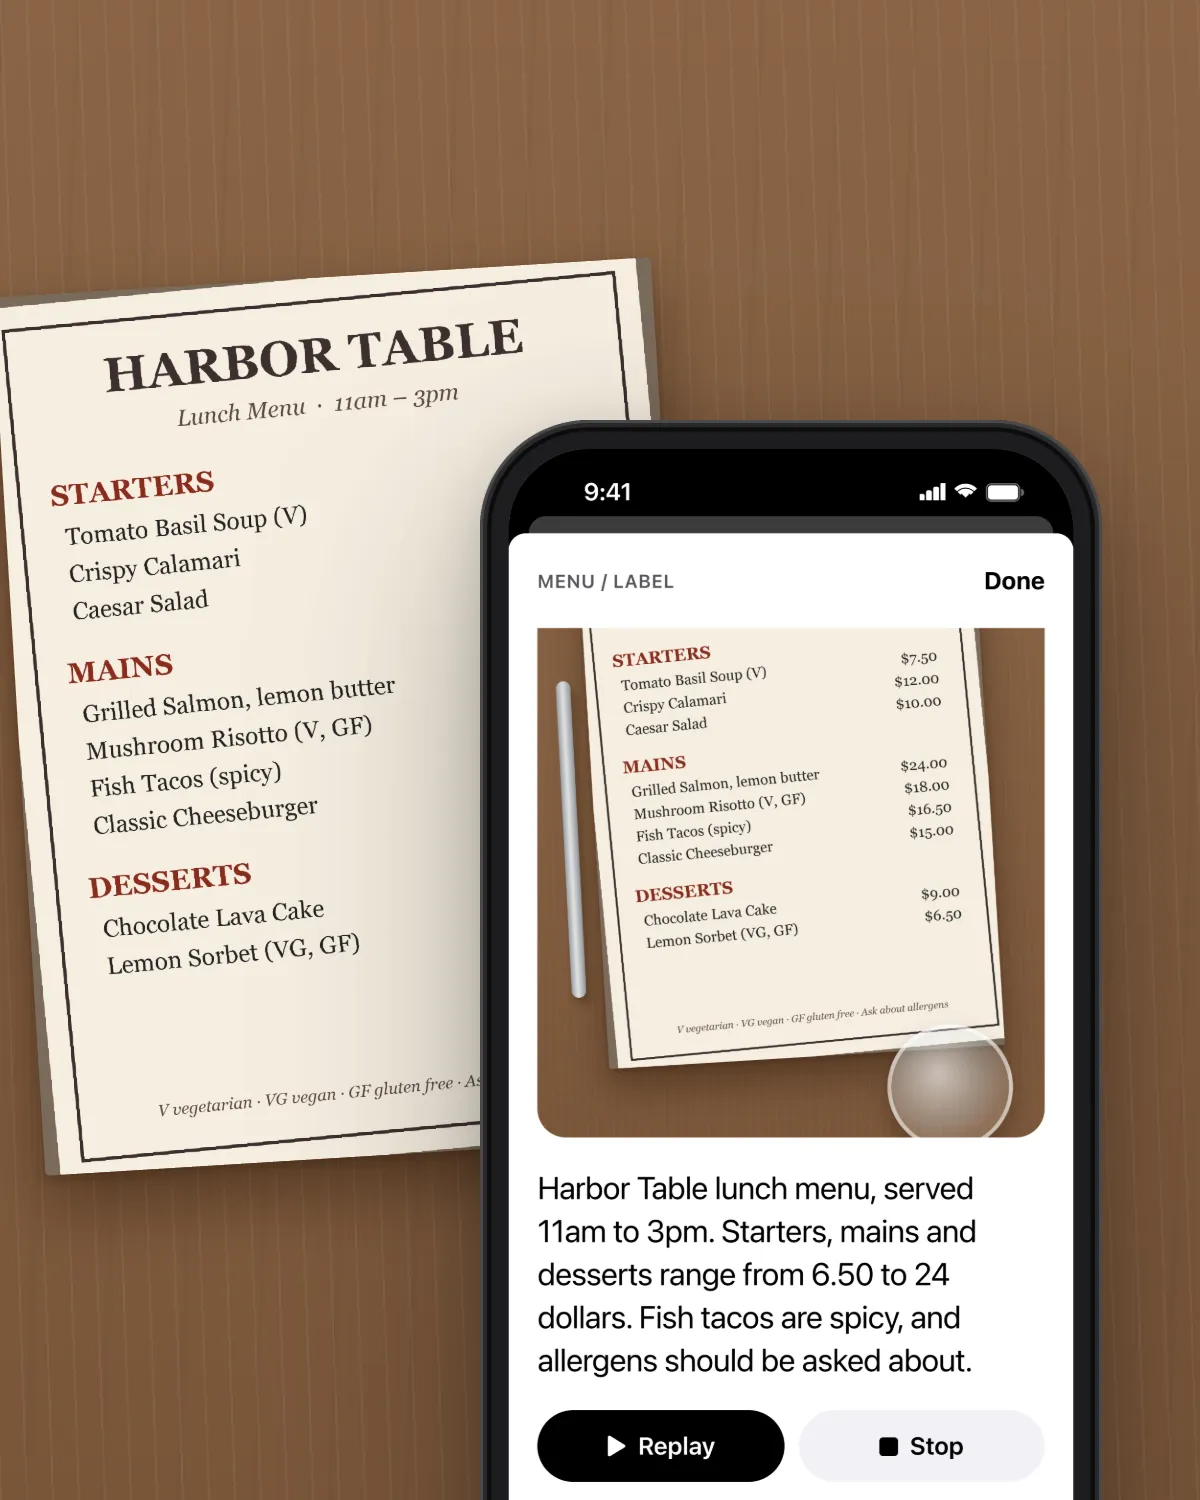 HARBOR TABLE
Lunch Menu · 11am – 3pm
STARTERS
Tomato Basil Soup (V)
Crispy Calamari
Caesar Salad
MAINS
Grilled Salmon, lemon butter
Mushroom Risotto (V, GF)
Fish Tacos (spicy)
Classic Cheeseburger
DESSERTS
Chocolate Lava Cake
Lemon Sorbet (VG, GF)
V vegetarian · VG vegan · GF gluten free ·
9:41
MENU / LABEL
Done
STARTERS
Tomato Basil Soup (V) $7.50
Crispy Calamari $12.00
Caesar Salad $10.00
MAINS
Grilled Salmon, lemon butter $24.00
Mushroom Risotto (V, GF) $18.00
Fish Tacos (spicy) $16.50
Classic Cheeseburger $15.00
DESSERTS
Chocolate Lava Cake $9.00
Lemon Sorbet (VG, GF) $6.50
V vegetarian · VG vegan · GF gluten free · Ask about allergens
Harbor Table lunch menu, served
11am to 3pm. Starters, mains and
desserts range from 6.50 to 24
dollars. Fish tacos are spicy, and
allergens should be asked about.
Replay
Stop